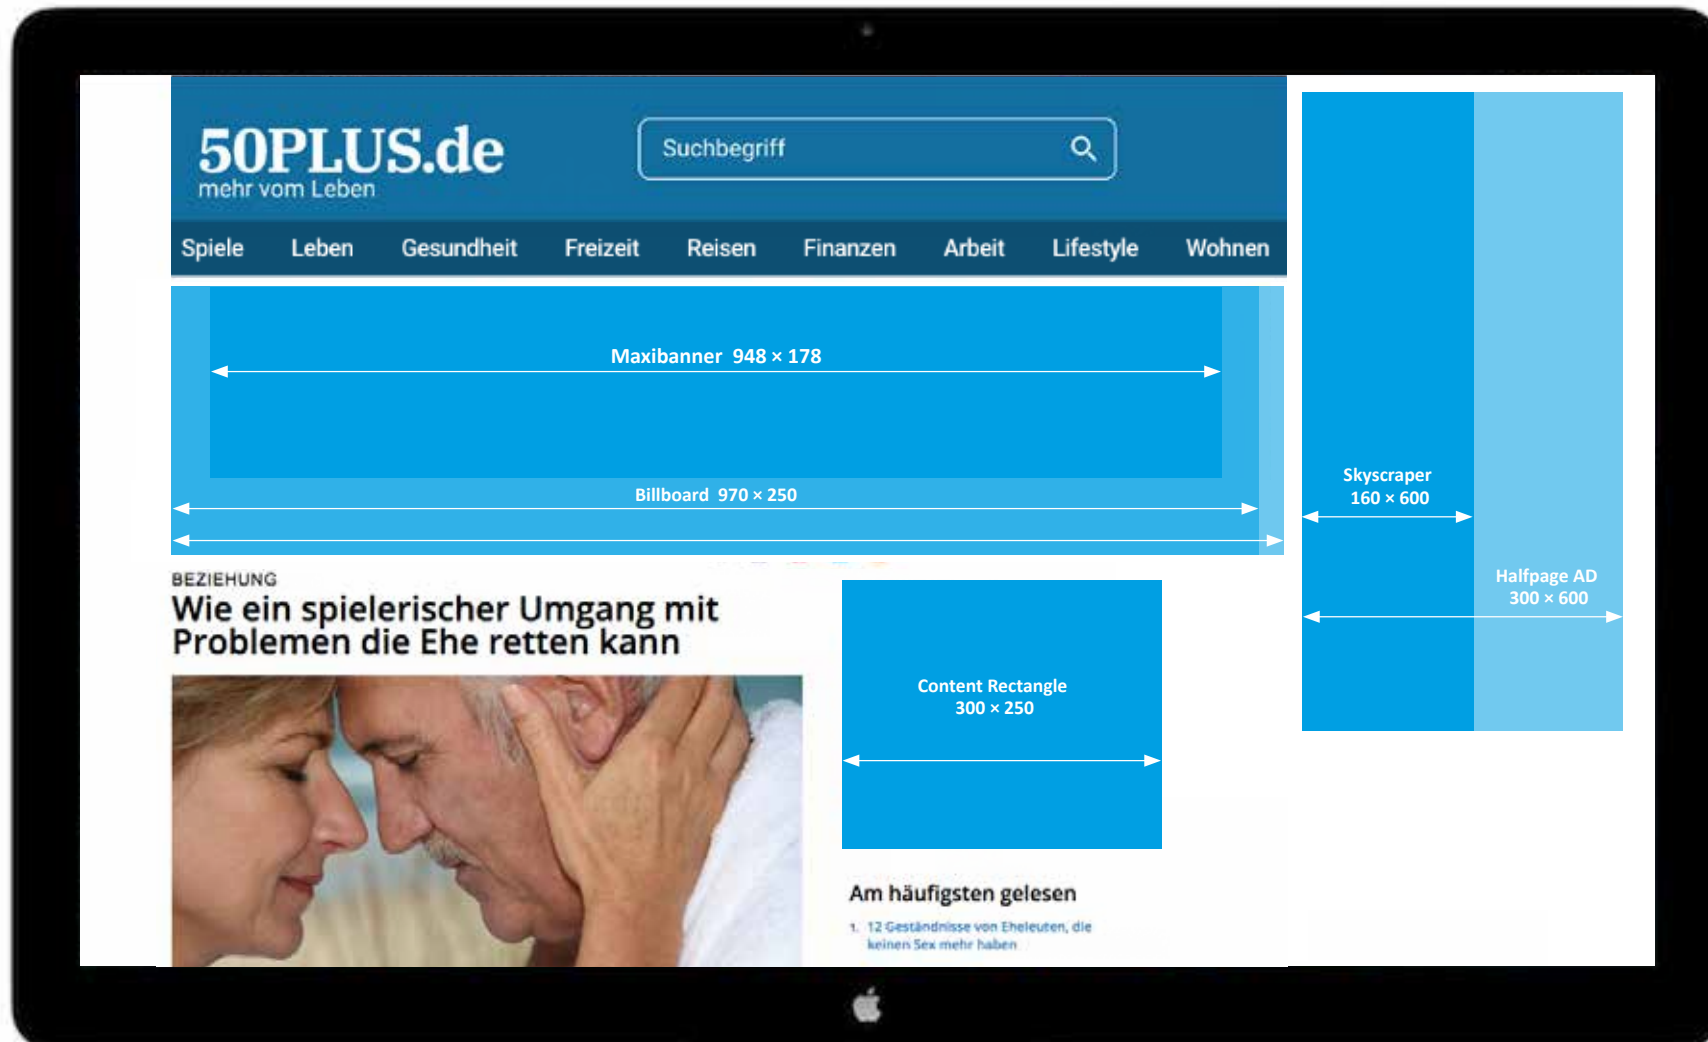 50PLUS.de
mehr vom Leben
Suchbegriff
Spiele Leben Gesundheit Freizeit Reisen Finanzen Arbeit Lifestyle Wohnen
Maxibanner 948 × 178
Billboard 970 × 250
Skyscraper
160 × 600
Halfpage AD
300 × 600
BEZIEHUNG
Wie ein spielerischer Umgang mit
Problemen die Ehe retten kann
Content Rectangle
300 × 250
Am häufigsten gelesen
1. 12 Geständnisse von Eheleuten, die
keinen Sex mehr haben